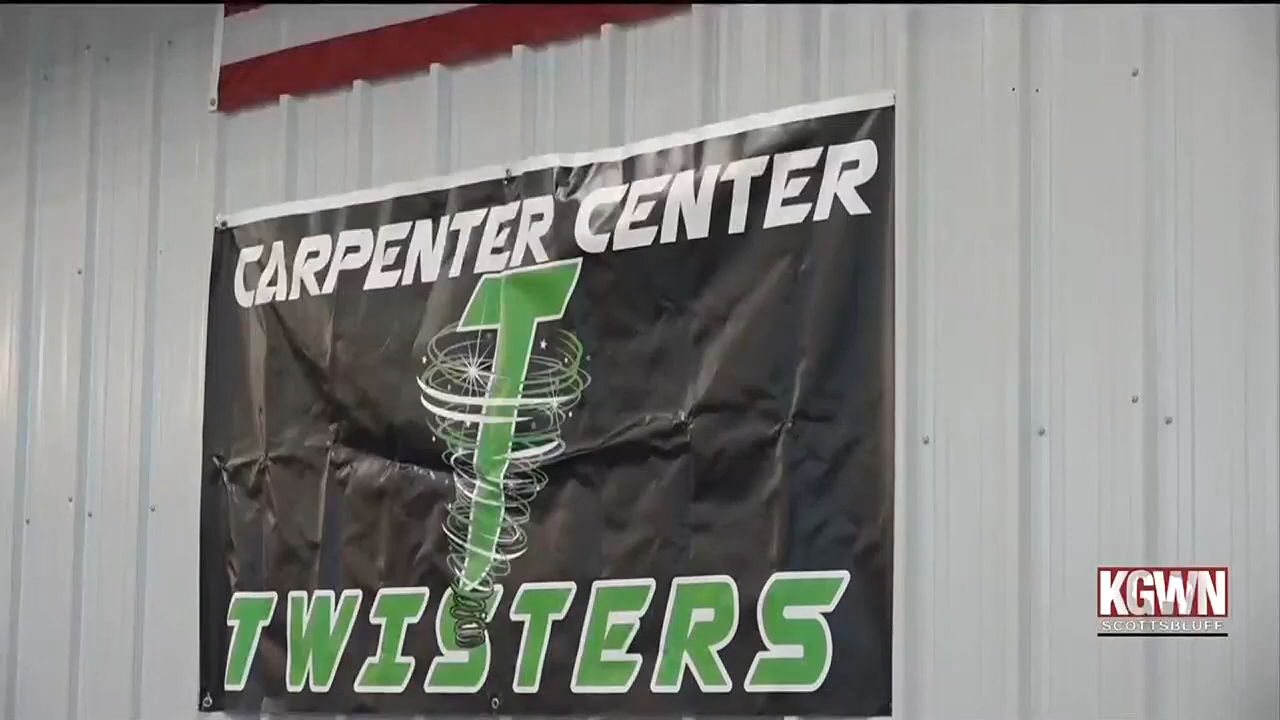 CARPENTER CENTER
T
TWISTERS
KGWN
SCOTTSBLUFF